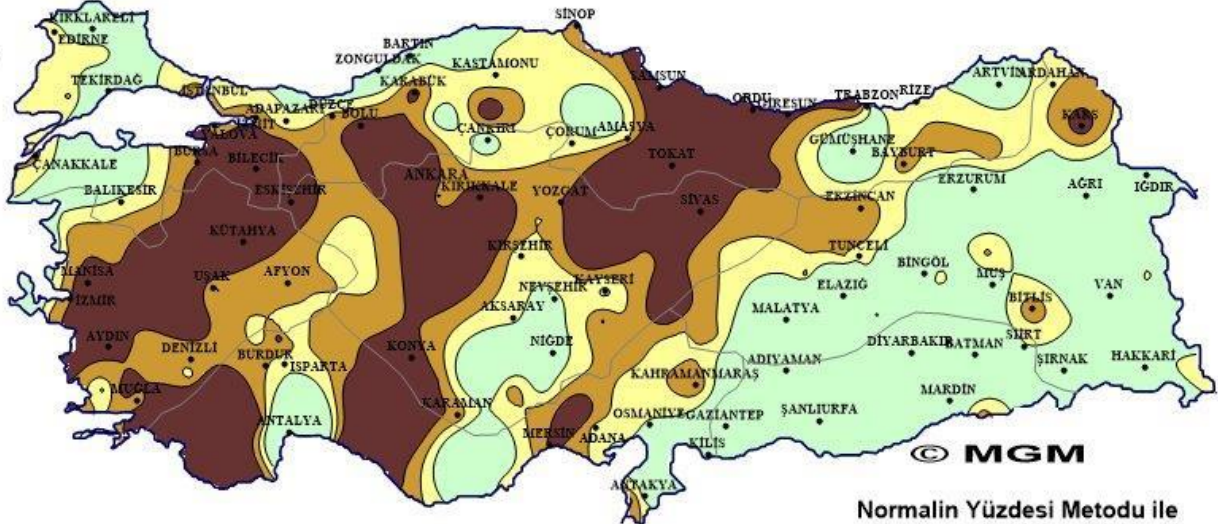 SİNOP
KIRKLARELİ
EDİRNE
BARTIN
ZONGULDAK
KASTAMONU
TEKİRDAĞ
KARABÜK
ARTVİN ARDAHAN
İSTANBUL
SAMSUN
RİZE
ADAPAZARI
DÜZCE
ORDU
GİRESUN
TRABZON
BOLU
KARS
YALOVA
ÇANKIRI
ÇORUM
AMASYA
GÜMÜŞHANE
ÇANAKKALE
BURSA
BİLECİK
TOKAT
BAYBURT
ANKARA
KIRIKKALE
YOZGAT
ERZURUM
AĞRI
IĞDIR
BALIKESİR
ESKİŞEHİR
SİVAS
ERZİNCAN
KÜTAHYA
KIRŞEHİR
TUNCELİ
MANİSA
UŞAK
AFYON
NEVŞEHİR
KAYSERİ
BİNGÖL
MUŞ
İZMİR
AKSARAY
ELAZIĞ
BİTLİS
VAN
MALATYA
AYDIN
DENİZLİ
KONYA
NİĞDE
DİYARBAKIR
BATMAN
SİİRT
BURDUR
ISPARTA
ADIYAMAN
ŞIRNAK
HAKKARİ
KAHRAMANMARAŞ
MUĞLA
MARDİN
ANTALYA
KARAMAN
OSMANİYE
GAZİANTEP
ŞANLIURFA
MERSİN
ADANA
KİLİS
© MGM
ANTAKYA
Normalin Yüzdesi Metodu ile